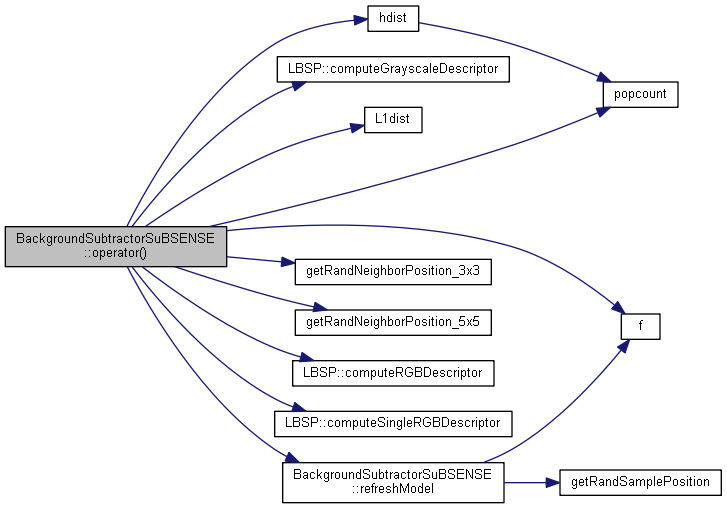 hdist
LBSP::computeGrayscaleDescriptor
popcount
L1dist
BackgroundSubtractorSuBSENSE
::operator()
getRandNeighborPosition_3x3
getRandNeighborPosition_5x5
f
LBSP::computeRGBDescriptor
LBSP::computeSingleRGBDescriptor
BackgroundSubtractorSuBSENSE
::refreshModel
getRandSamplePosition